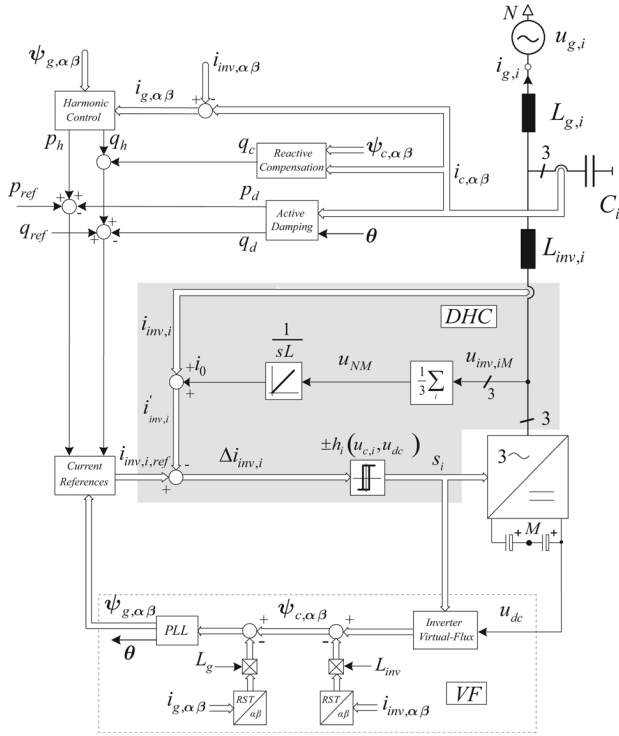 N
u_{g,i}
ψ_{g,αβ}
i_{inv,αβ}
i_{g,i}
i_{g,αβ}
+
-
Harmonic
Control
L_{g,i}
p_h
q_h
q_c
Reactive
Compensation
ψ_{c,αβ}
i_{c,αβ}
3
p_{ref}
+
+
-
p_d
C_i
q_{ref}
+
+
-
q_d
Active
Damping
θ
L_{inv,i}
DHC
i_{inv,i}
1/sL
+
i_0
u_{NM}
1/3 Σ_i
u_{inv,iM}
3
+
i'_{inv,i}
3
±h_i(u_{c,i}, u_{dc})
i_{inv,i,ref}
-
Δi_{inv,i}
s_i
3~
Current
References
+
+
M
+
ψ_{g,αβ}
ψ_{c,αβ}
u_{dc}
PLL
+
-
+
-
Inverter
Virtual-Flux
θ
L_g
L_{inv}
VF
i_{g,αβ}
RST
αβ
RST
αβ
i_{inv,αβ}